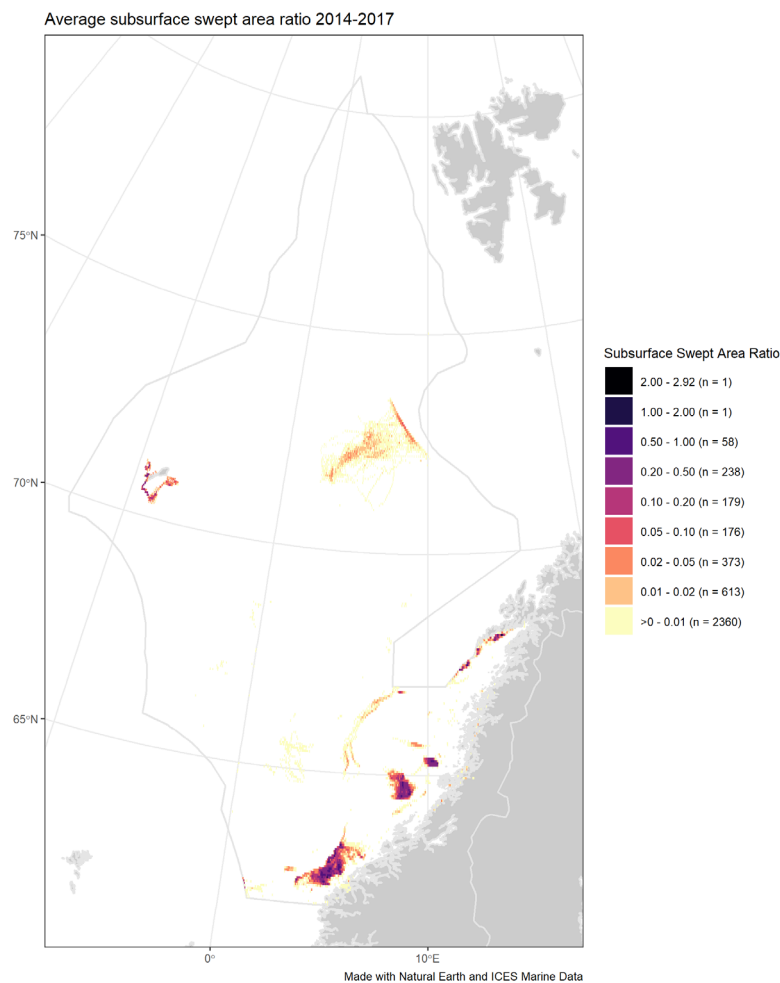 Average subsurface swept area ratio 2014-2017
75°N
70°N
65°N
0°
10°E
Subsurface Swept Area Ratio
2.00 - 2.92 (n = 1)
1.00 - 2.00 (n = 1)
0.50 - 1.00 (n = 58)
0.20 - 0.50 (n = 238)
0.10 - 0.20 (n = 179)
0.05 - 0.10 (n = 176)
0.02 - 0.05 (n = 373)
0.01 - 0.02 (n = 613)
>0 - 0.01 (n = 2360)
Made with Natural Earth and ICES Marine Data